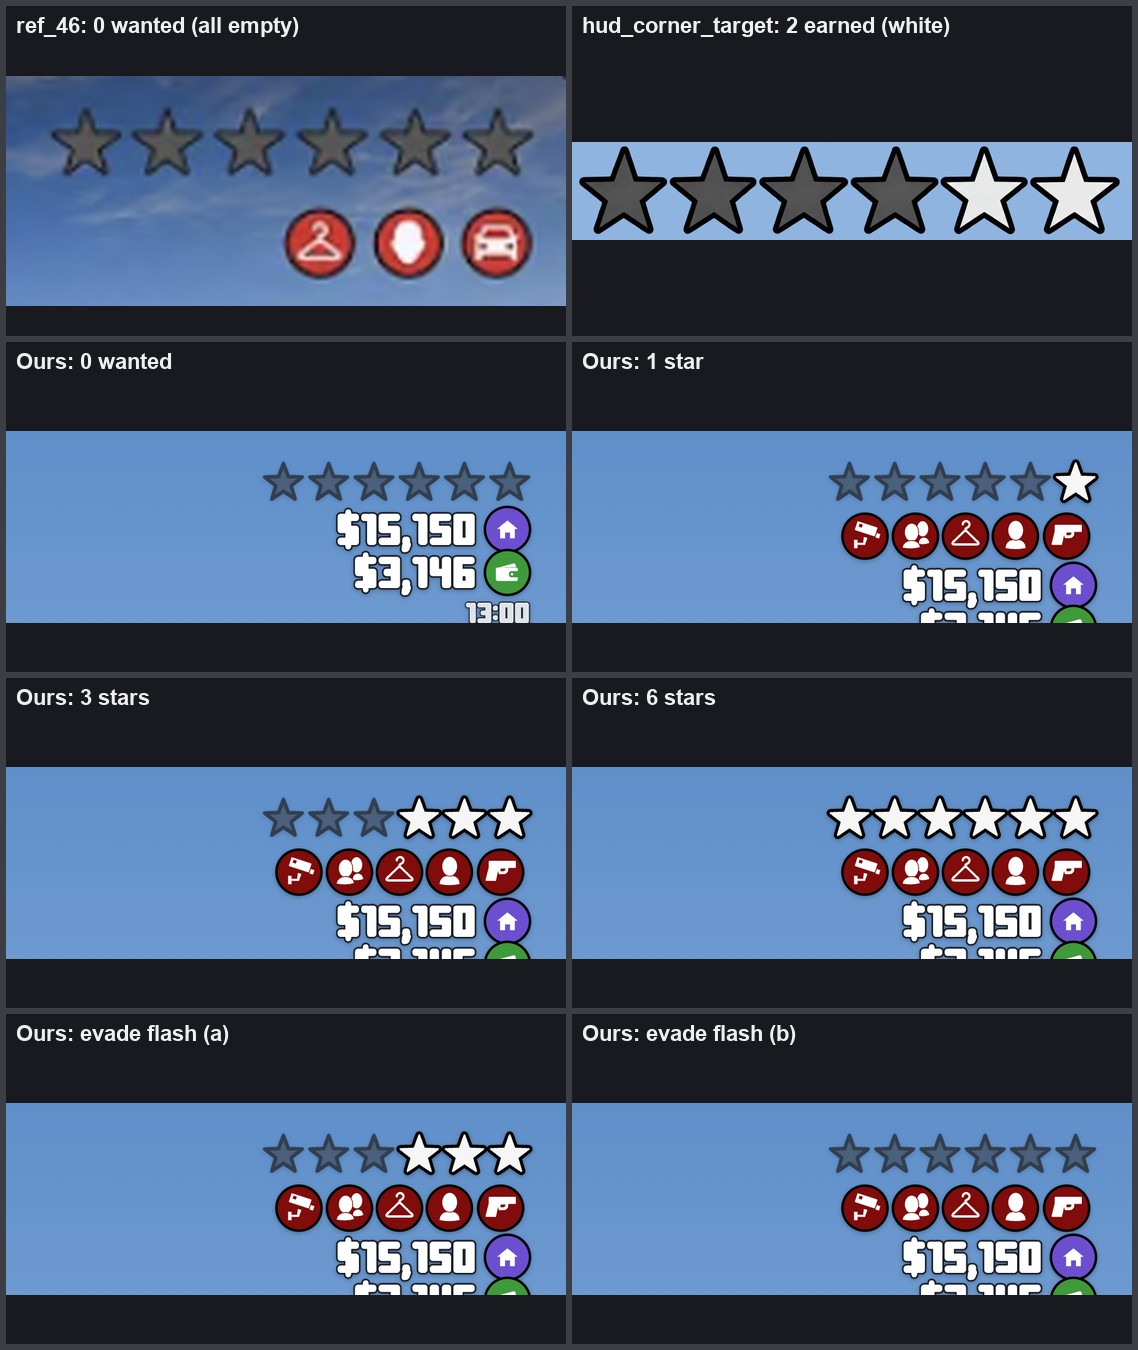 ref_46: 0 wanted (all empty)
hud_corner_target: 2 earned (white)
Ours: 0 wanted
$15,150
$3,146
13:00
Ours: 1 star
$15,150
Ours: 3 stars
$15,150
Ours: 6 stars
$15,150
Ours: evade flash (a)
$15,150
Ours: evade flash (b)
$15,150